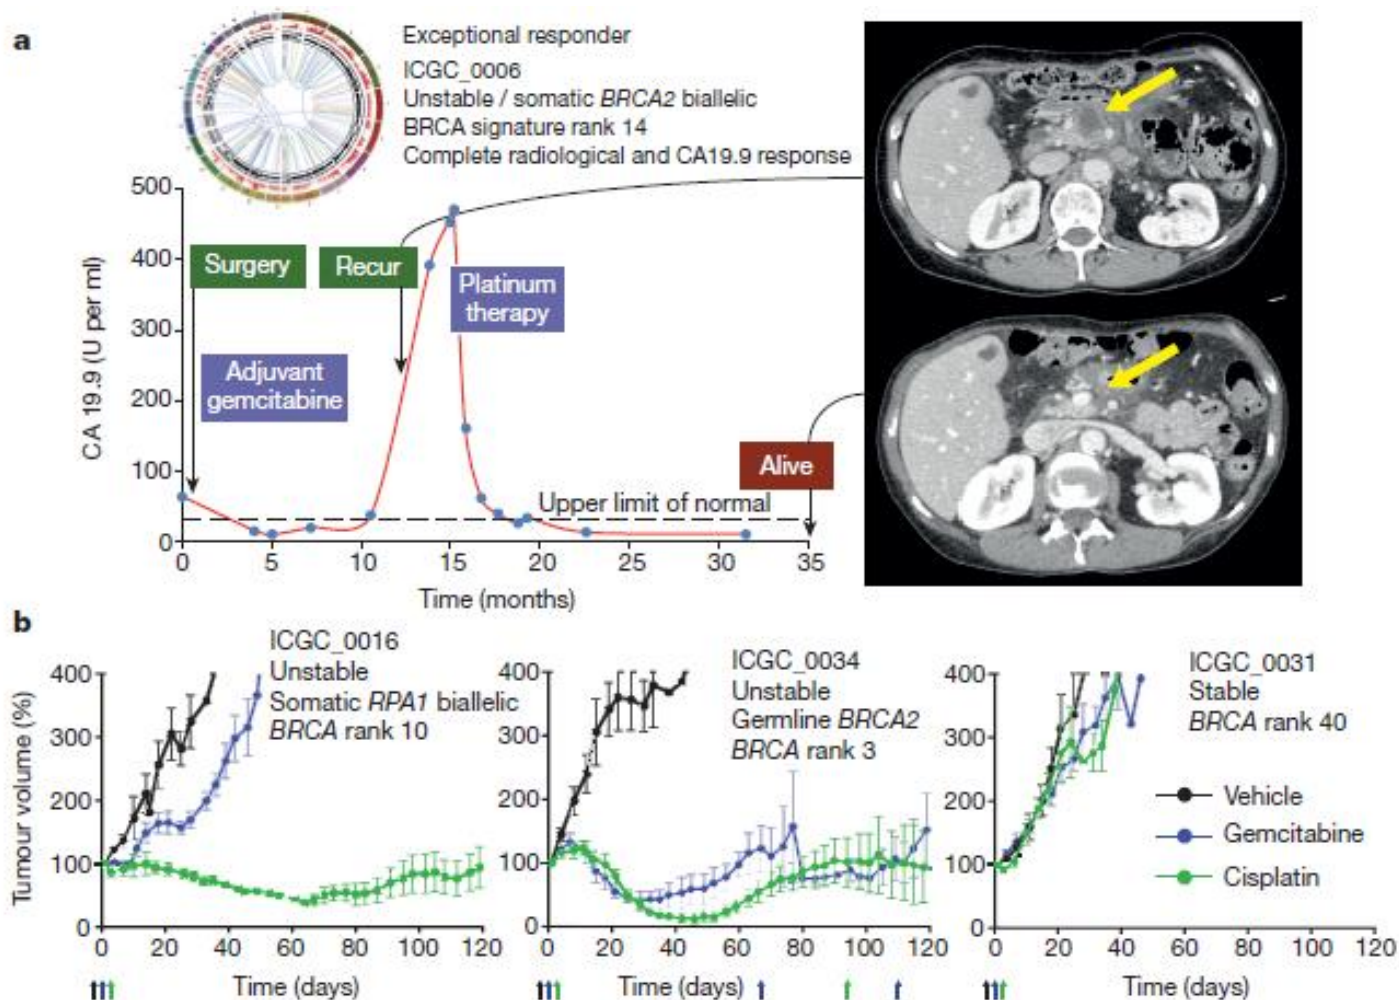 a
Exceptional responder
ICGC_0006
Unstable / somatic BRCA2 biallelic
BRCA signature rank 14
Complete radiological and CA19.9 response
500
400
300
200
100
0
CA 19.9 (U per ml)
Surgery
Recur
Platinum
therapy
Adjuvant
gemcitabine
Alive
Upper limit of normal
0 5 10 15 20 25 30 35
Time (months)
b
ICGC_0016
Unstable
Somatic RPA1 biallelic
BRCA rank 10
400
300
200
100
0
Tumour volume (%)
0 20 40 60 80 100 120
Time (days)
ICGC_0034
Unstable
Germline BRCA2
BRCA rank 3
400
300
200
100
0
0 20 40 60 80 100 120
Time (days)
ICGC_0031
Stable
BRCA rank 40
400
300
200
100
0
Vehicle
Gemcitabine
Cisplatin
0 20 40 60 80 100 120
Time (days)